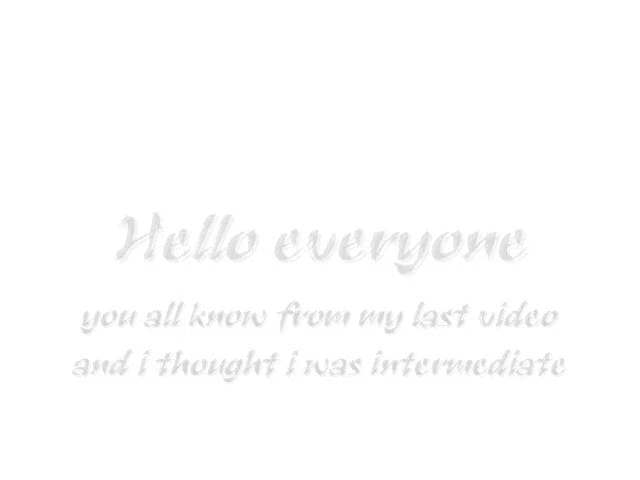 Hello everyone
you all know from my last video
and i thought i was intermediate